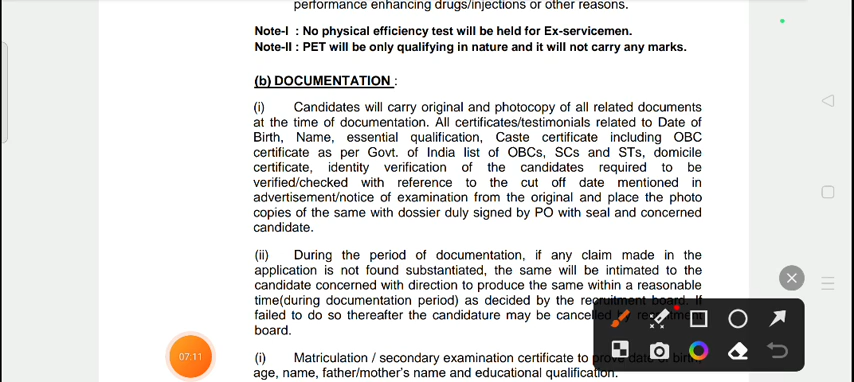 performance enhancing drugs/injections or other reasons.
Note-I : No physical efficiency test will be held for Ex-servicemen.
Note-II : PET will be only qualifying in nature and it will not carry any marks.
(b) DOCUMENTATION :
(i) Candidates will carry original and photocopy of all related documents
at the time of documentation. All certificates/testimonials related to Date of
Birth, Name, essential qualification, Caste certificate including OBC
certificate as per Govt. of India list of OBCs, SCs and STs, domicile
certificate, identity verification of the candidates required to be
verified/checked with reference to the cut off date mentioned in
advertisement/notice of examination from the original and place the photo
copies of the same with dossier duly signed by PO with seal and concerned
candidate.
(ii) During the period of documentation, if any claim made in the
application is not found substantiated, the same will be intimated to the
candidate concerned with direction to produce the same within a reasonable
time(during documentation period) as decided by the recruitment board. If
failed to do so thereafter the candidature may be cancelled by recruitment
board.
(i) Matriculation / secondary examination certificate to prove date of birth,
age, name, father/mother's name and educational qualification.
07:11